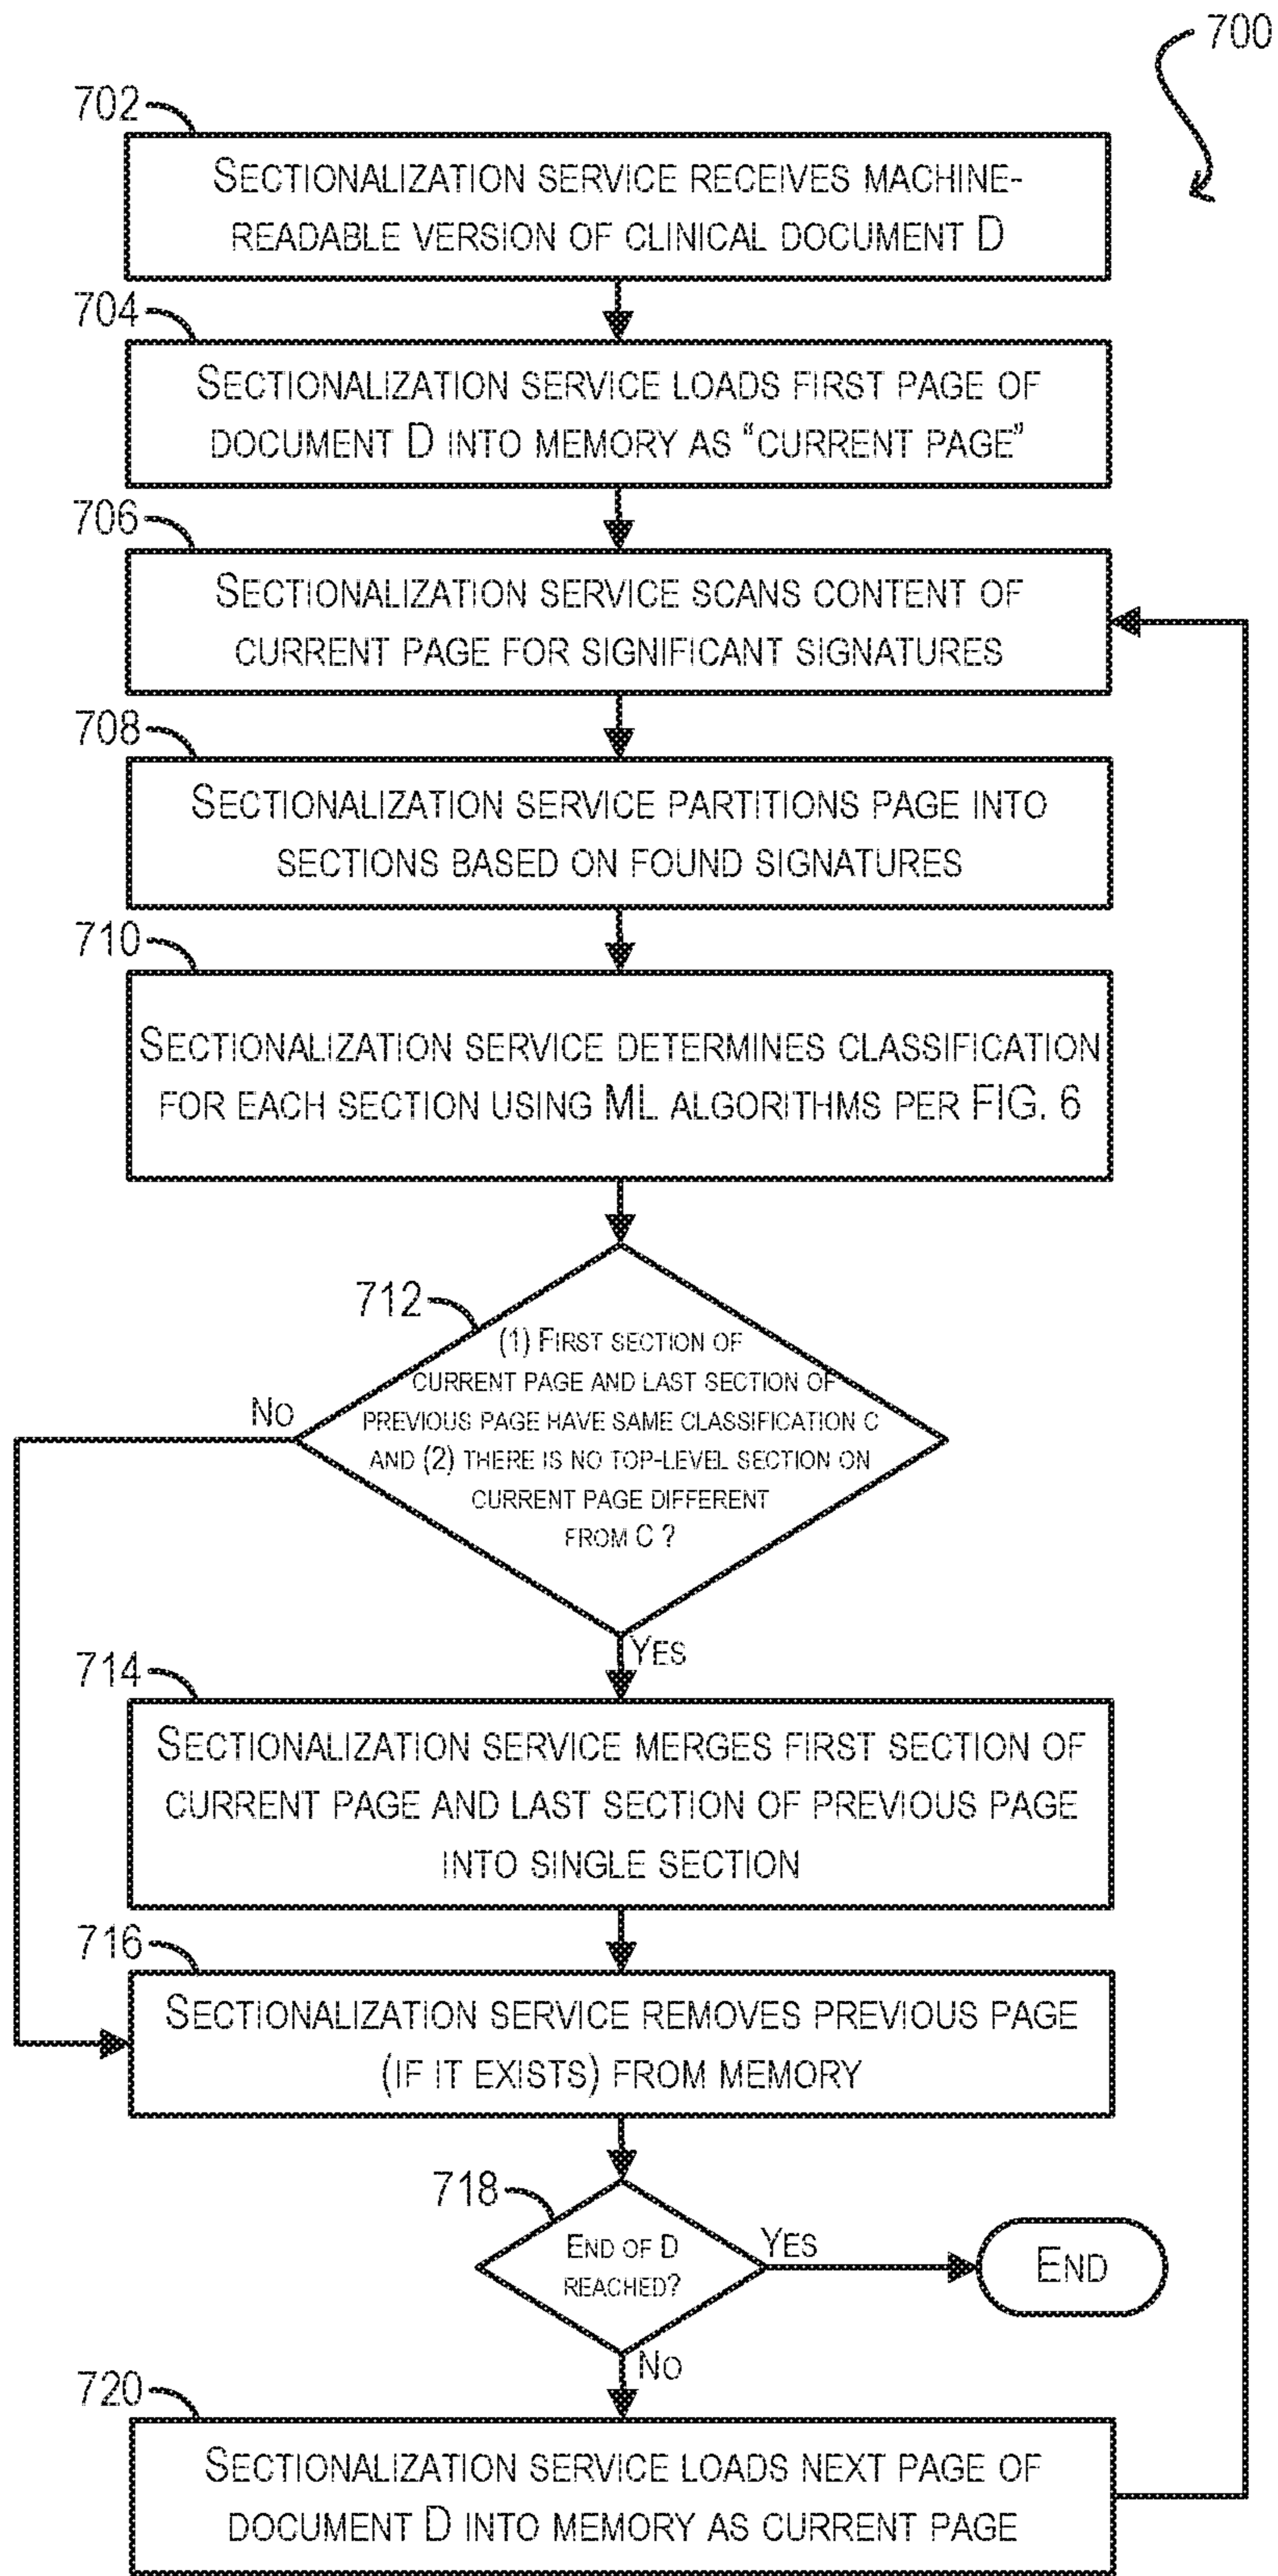 700
702
Sectionalization service receives machine-
readable version of clinical document D
704
Sectionalization service loads first page of
document D into memory as “current page”
706
Sectionalization service scans content of
current page for significant signatures
708
Sectionalization service partitions page into
sections based on found signatures
710
Sectionalization service determines classification
for each section using ML algorithms per FIG. 6
712
(1) First section of
current page and last section of
previous page have same classification C
and (2) there is no top-level section on
current page different
from C ?
No
Yes
714
Sectionalization service merges first section of
current page and last section of previous page
into single section
716
Sectionalization service removes previous page
(if it exists) from memory
718
End of D
reached?
Yes
End
No
720
Sectionalization service loads next page of
document D into memory as current page